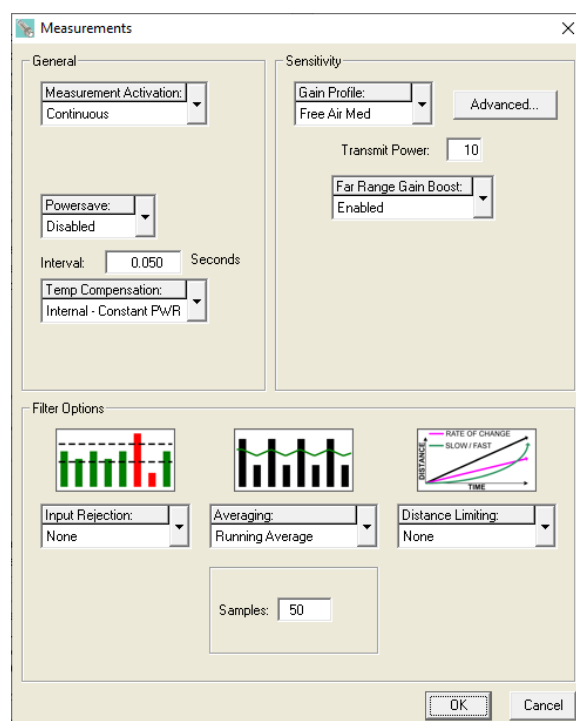 Measurements
General
Measurement Activation:
Continuous
Powersave:
Disabled
Interval: 0.050 Seconds
Temp Compensation:
Internal - Constant PWR
Sensitivity
Gain Profile:
Free Air Med
Advanced...
Transmit Power: 10
Far Range Gain Boost:
Enabled
Filter Options
RATE OF CHANGE
SLOW / FAST
DISTANCE
TIME
Input Rejection:
None
Averaging:
Running Average
Distance Limiting:
None
Samples: 50
OK Cancel